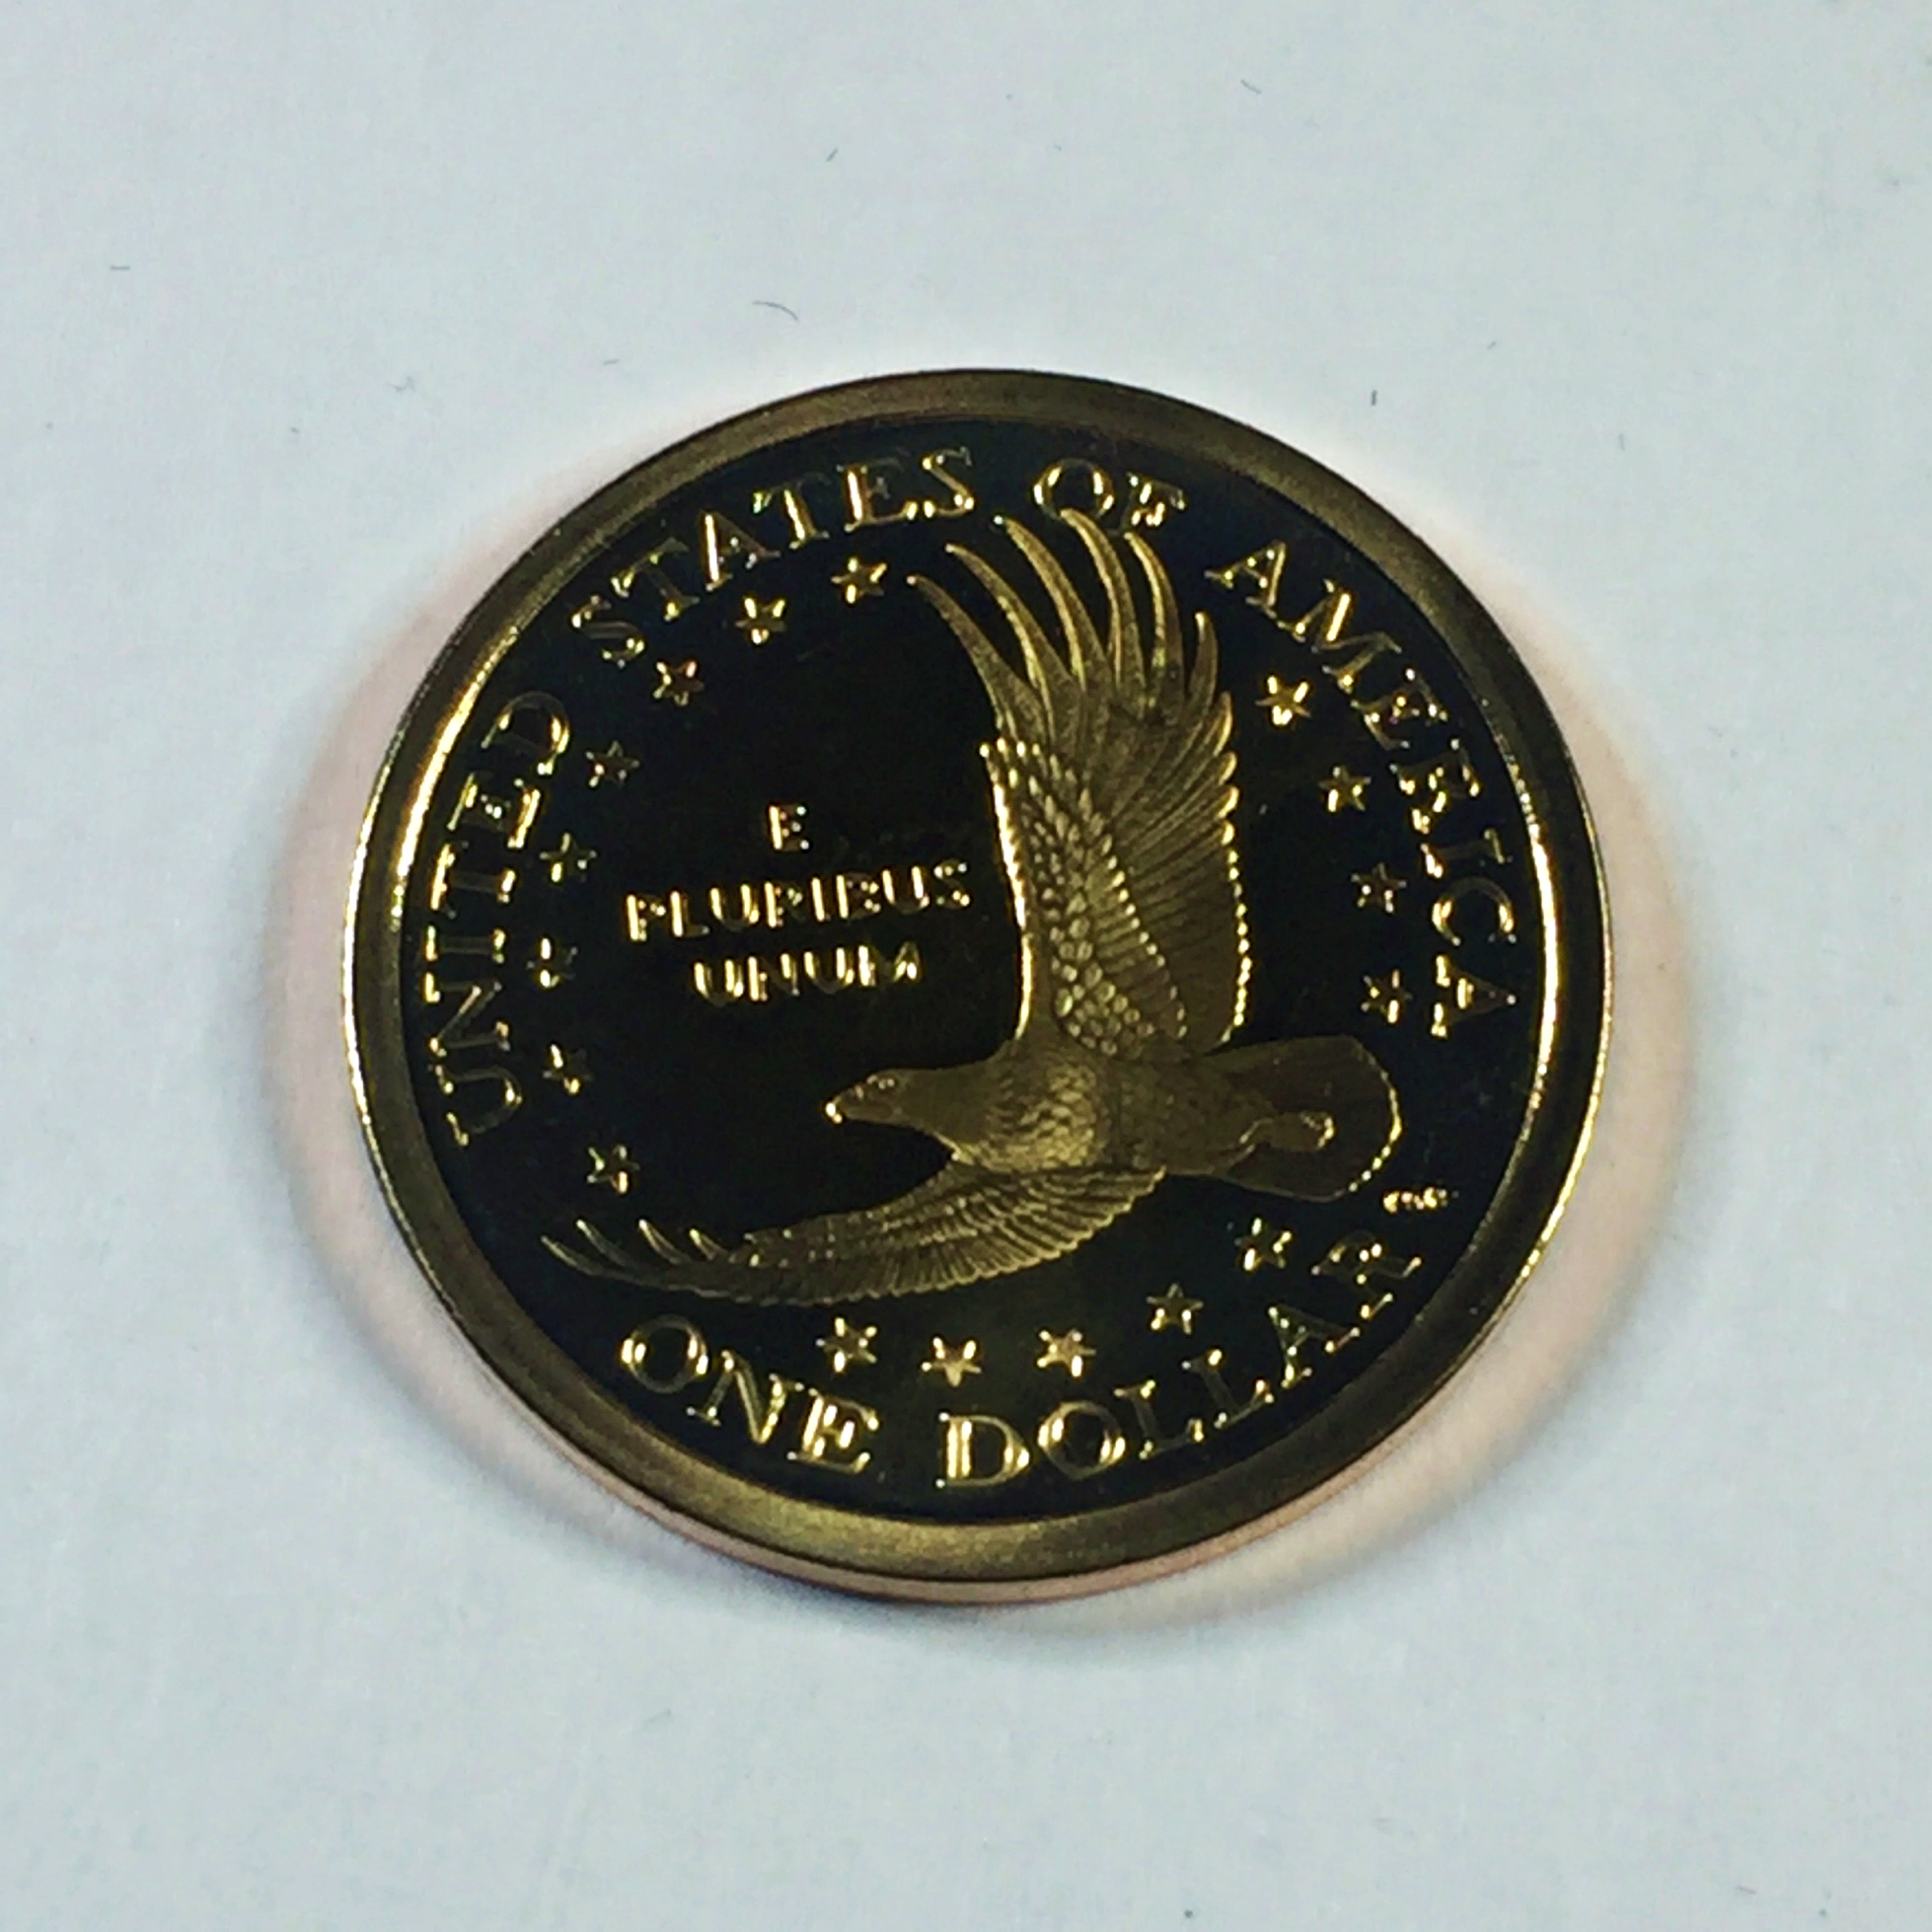 UNITED STATES OF AMERICA
E
PLURIBUS
UNUM
ONE DOLLAR